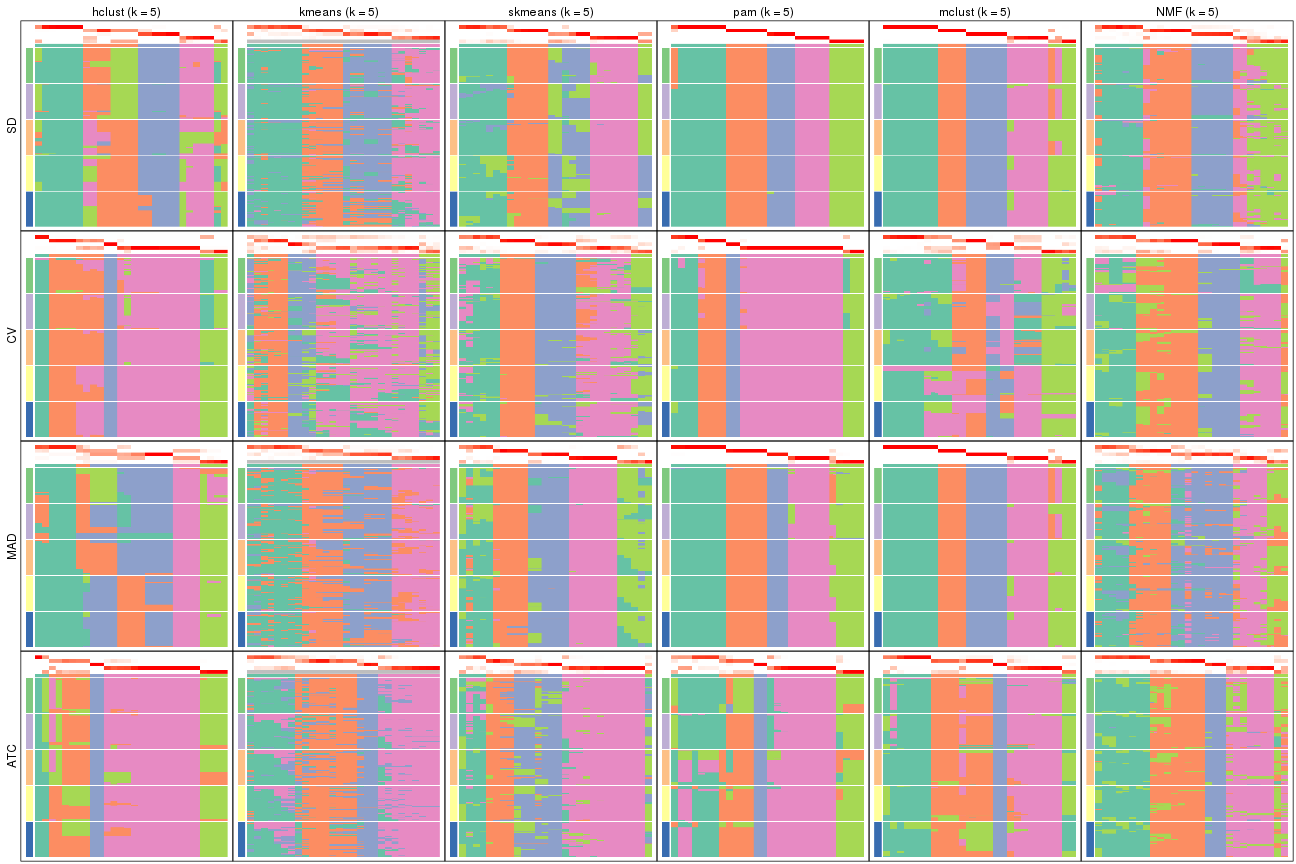 hclust (k = 5) kmeans (k = 5) skmeans (k = 5) pam (k = 5) mclust (k = 5) NMF (k = 5)
SD
CV
MAD
ATC